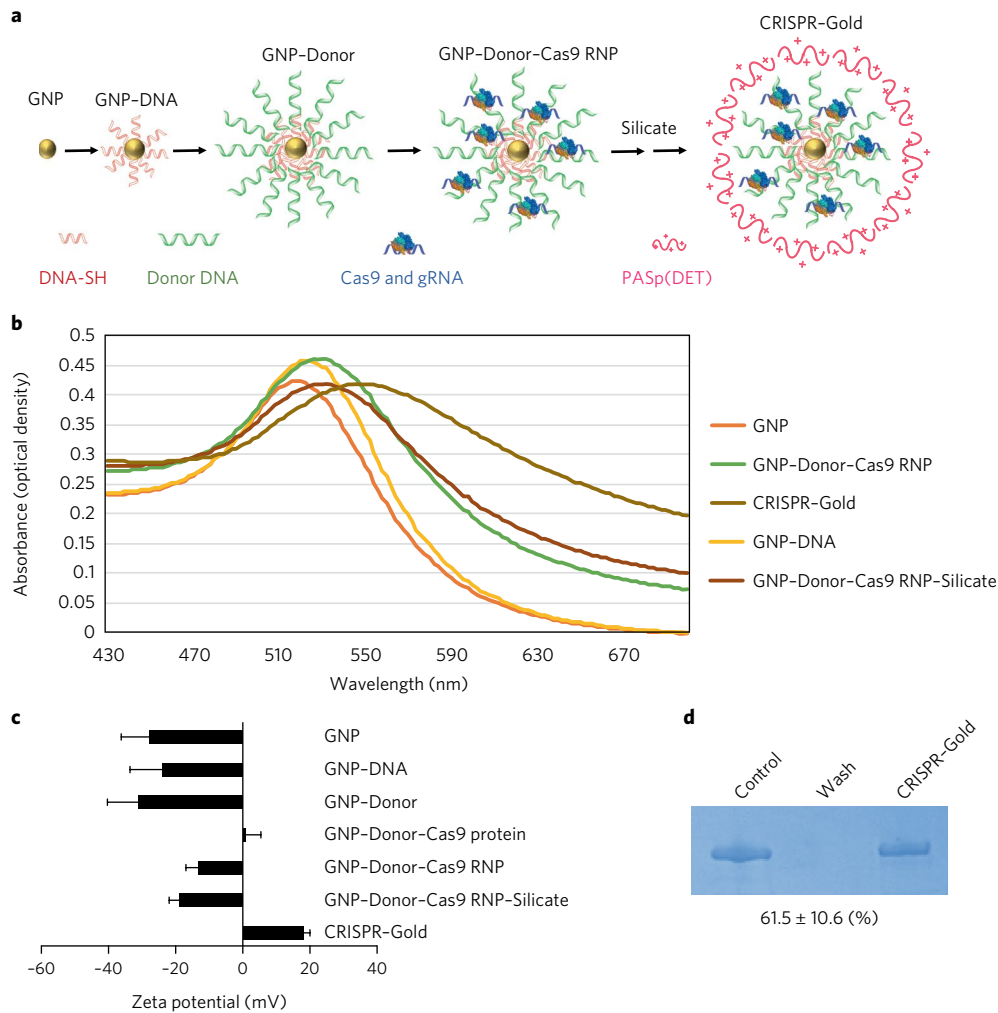 a
CRISPR–Gold
GNP–Donor–Cas9 RNP
GNP–Donor
GNP–DNA
GNP
Silicate
DNA-SH
Donor DNA
Cas9 and gRNA
PASp(DET)
b
Absorbance (optical density)
0.5
0.45
0.4
0.35
0.3
0.25
0.2
0.15
0.1
0.05
0
430 470 510 550 590 630 670
Wavelength (nm)
GNP
GNP–Donor–Cas9 RNP
CRISPR–Gold
GNP–DNA
GNP–Donor–Cas9 RNP–Silicate
c
GNP
GNP–DNA
GNP–Donor
GNP–Donor–Cas9 protein
GNP–Donor–Cas9 RNP
GNP–Donor–Cas9 RNP–Silicate
CRISPR–Gold
–60 –40 –20 0 20 40
Zeta potential (mV)
d
Control
Wash
CRISPR–Gold
61.5 ± 10.6 (%)